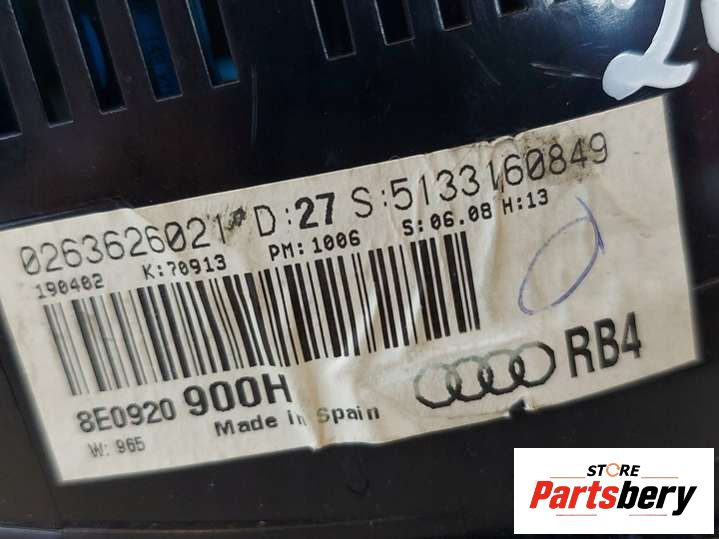 0263626021 D:27 S:5133160849
190402 K:70913 PM:1006 S:06.08 H:13
8E0920 900H RB4
W: 965 Made in Spain
STORE
Partsbery